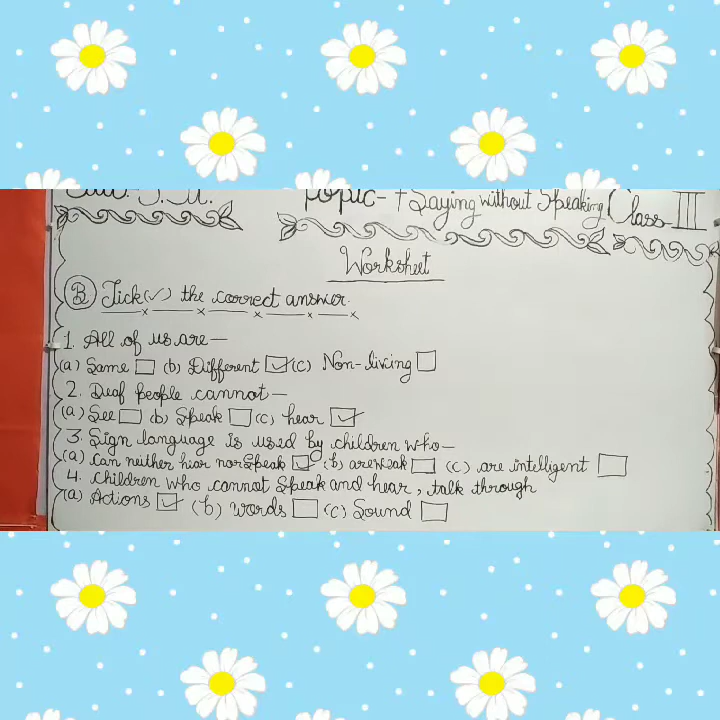 Topic- † Saying without Speaking Class-III
Worksheet
(B) Tick (✓) the correct answer.
1. All of us are—
(a) Same ☐ (b) Different ☑ (c) Non-living ☐
2. Deaf people cannot—
(a) See ☐ (b) Speak ☐ (c) hear ☑
3. Sign language is used by children who—
(a) can neither hear nor Speak ☑ (b) are weak ☐ (c) are intelligent ☐
4. children who cannot Speak and hear, talk through
(a) Actions ☑ (b) words ☐ (c) Sound ☐